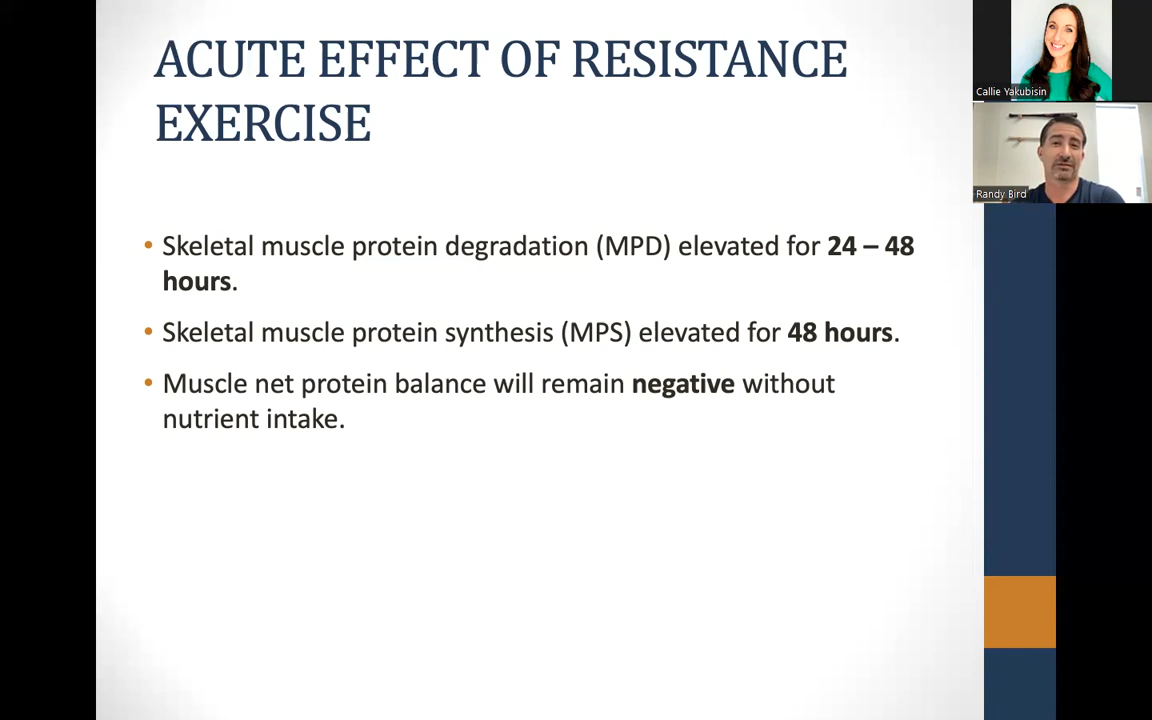 ACUTE EFFECT OF RESISTANCE
EXERCISE
• Skeletal muscle protein degradation (MPD) elevated for 24 – 48
hours.
• Skeletal muscle protein synthesis (MPS) elevated for 48 hours.
• Muscle net protein balance will remain negative without
nutrient intake.
Callie Yakubisin
Randy Bird